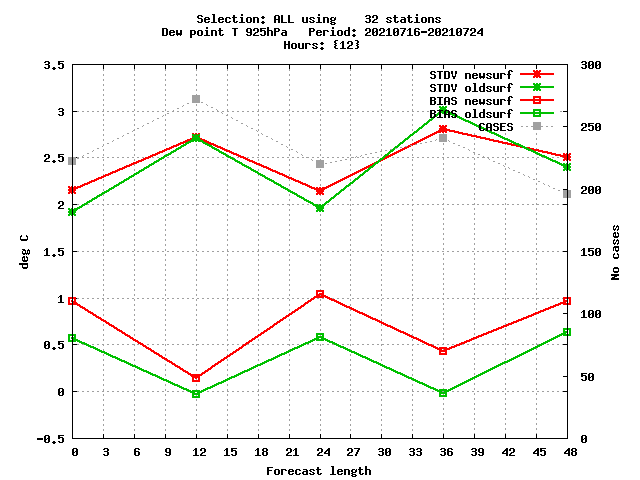 Selection: ALL using    32 stations
Dew point T 925hPa   Period: 20210716-20210724
Hours: {12}
3.5
3
2.5
2
1.5
1
0.5
0
-0.5
deg C
300
250
200
150
100
50
0
No cases
STDV newsurf
STDV oldsurf
BIAS newsurf
BIAS oldsurf
CASES
0 3 6 9 12 15 18 21 24 27 30 33 36 39 42 45 48
Forecast length